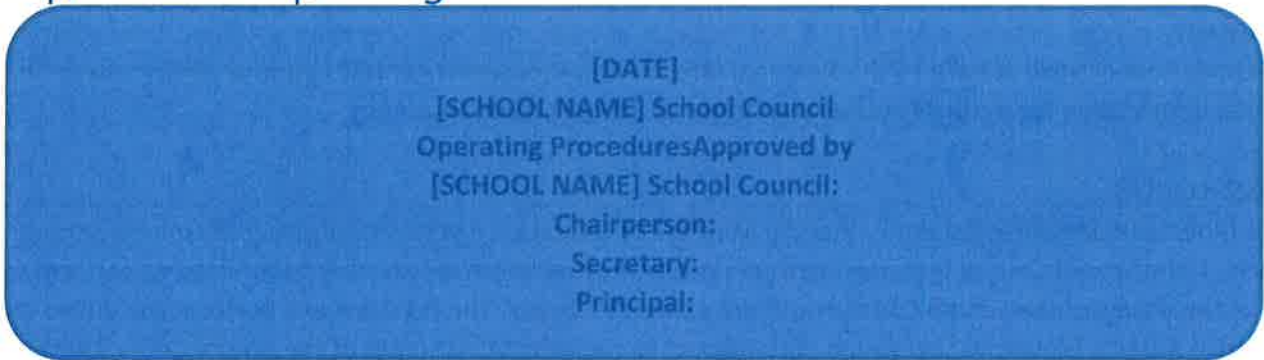 [DATE]
[SCHOOL NAME] School Council
Operating ProceduresApproved by
[SCHOOL NAME] School Council:
Chairperson:
Secretary:
Principal: